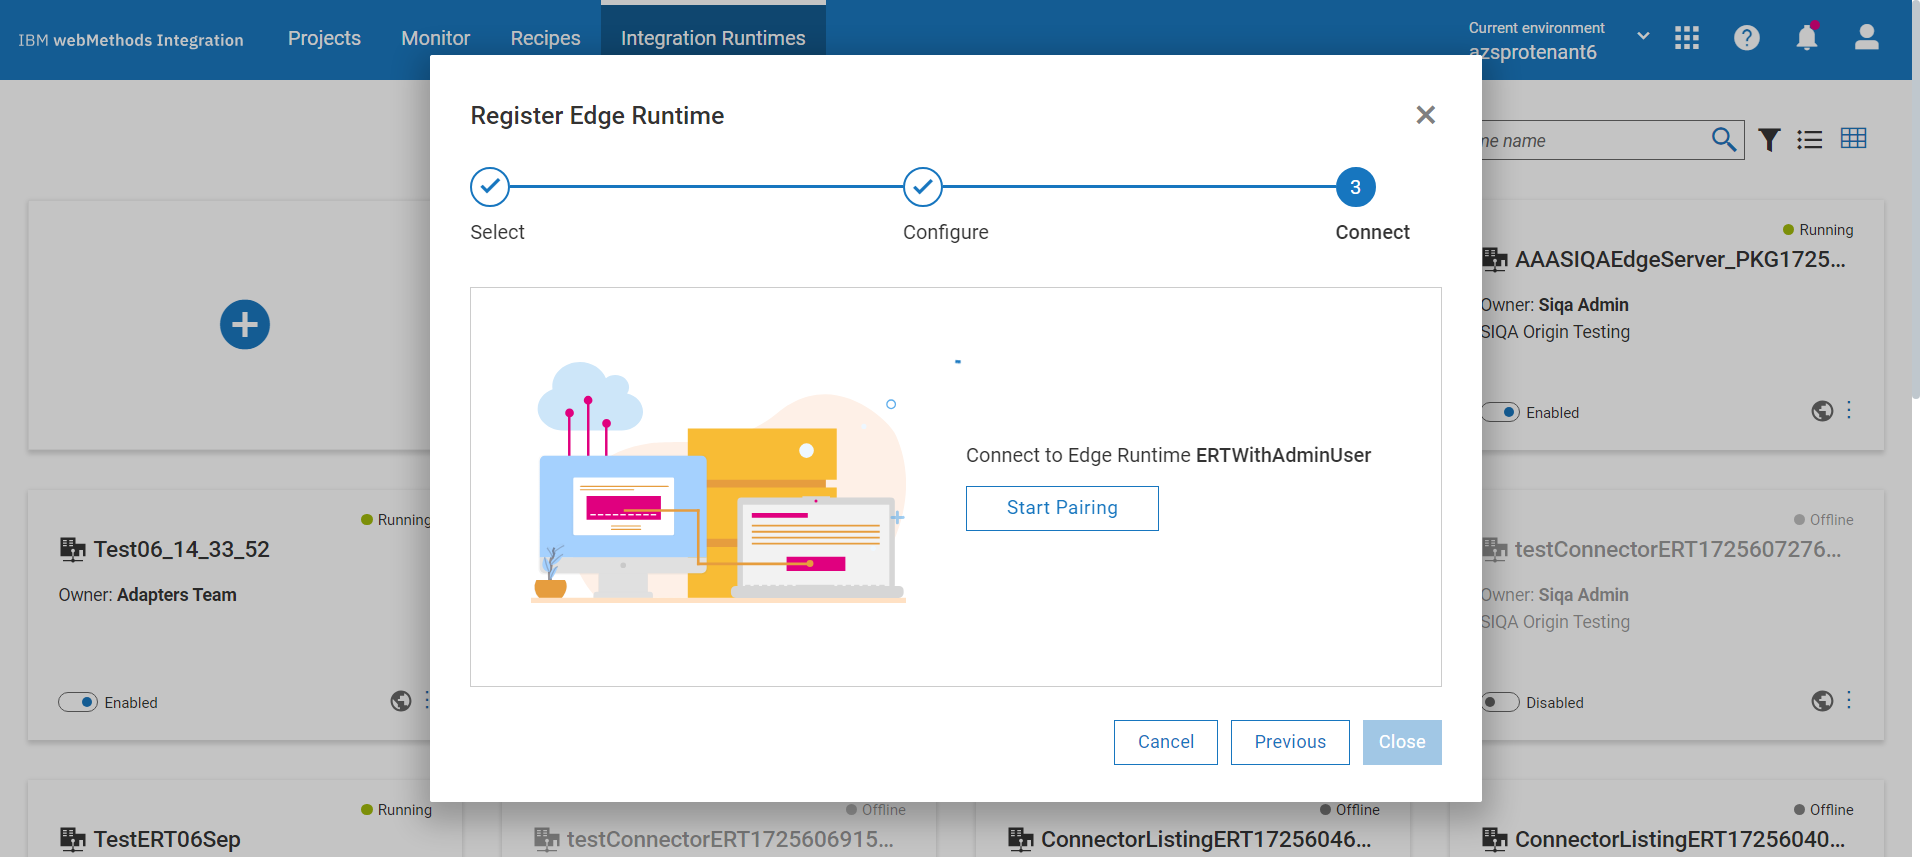 IBM webMethods Integration
Projects
Monitor
Recipes
Integration Runtimes
Current environment
azsprotenant6
Register Edge Runtime
3
Select
Configure
Connect
Connect to Edge Runtime ERTWithAdminUser
Start Pairing
Cancel
Previous
Close
name
Running
AAASIQAEdgeServer_PKG1725...
Owner: Siqa Admin
SIQA Origin Testing
Enabled
Running
Test06_14_33_52
Owner: Adapters Team
Enabled
Offline
testConnectorERT1725607276...
Owner: Siqa Admin
SIQA Origin Testing
Disabled
Running
TestERT06Sep
Offline
testConnectorERT1725606915...
Offline
ConnectorListingERT17256046...
Offline
ConnectorListingERT17256040...